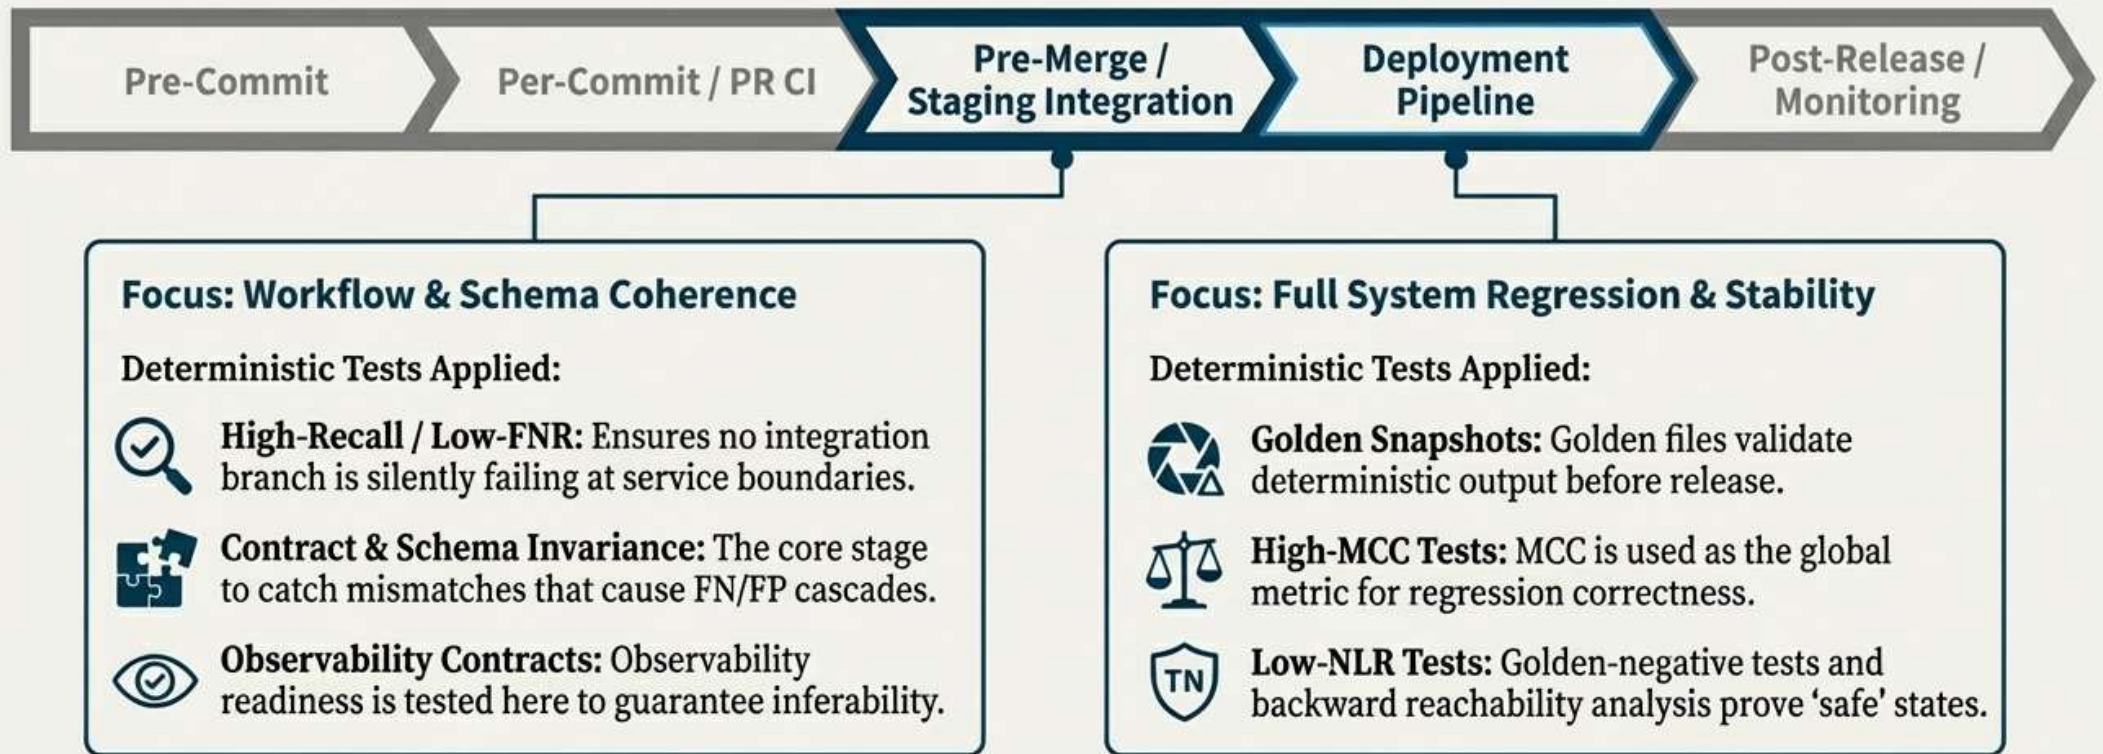 Pre-Commit
Per-Commit / PR CI
Pre-Merge /
Staging Integration
Deployment
Pipeline
Post-Release /
Monitoring
Focus: Workflow & Schema Coherence
Deterministic Tests Applied:
High-Recall / Low-FNR: Ensures no integration
branch is silently failing at service boundaries.
Contract & Schema Invariance: The core stage
to catch mismatches that cause FN/FP cascades.
Observability Contracts: Observability
readiness is tested here to guarantee inferability.
Focus: Full System Regression & Stability
Deterministic Tests Applied:
Golden Snapshots: Golden files validate
deterministic output before release.
High-MCC Tests: MCC is used as the global
metric for regression correctness.
TN
Low-NLR Tests: Golden-negative tests and
backward reachability analysis prove ‘safe’ states.